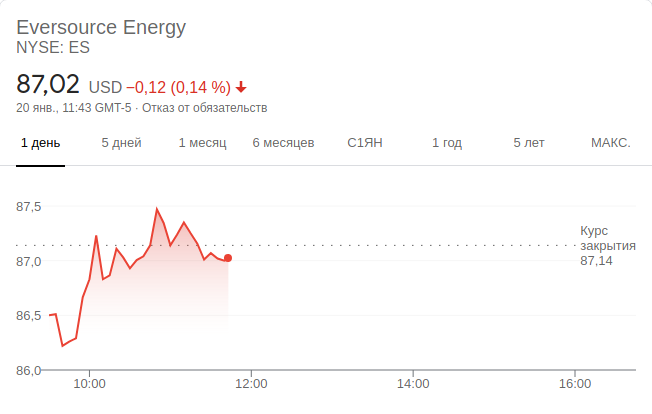 Eversource Energy
NYSE: ES
87,02 USD −0,12 (0,14 %)
20 янв., 11:43 GMT-5 · Отказ от обязательств
1 день 5 дней 1 месяц 6 месяцев С1ЯН 1 год 5 лет МАКС.
87,5
87,0
86,5
86,0
Курс
закрытия
87,14
10:00 12:00 14:00 16:00